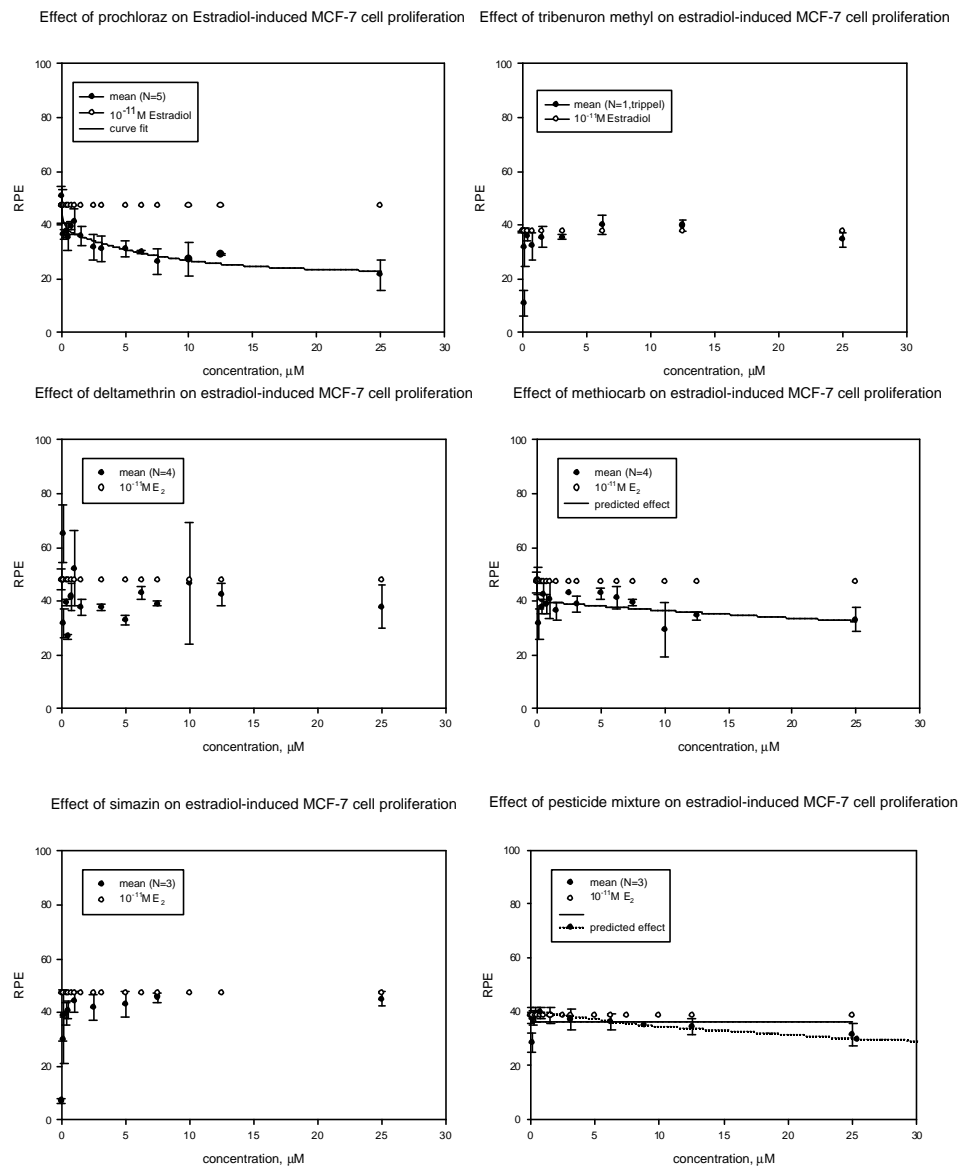 Effect of prochloraz on Estradiol-induced MCF-7 cell proliferation
100
80
60
40
20
0
RPE
mean (N=5)
10⁻¹¹M Estradiol
curve fit
0 5 10 15 20 25 30
concentration, μM
Effect of tribenuron methyl on estradiol-induced MCF-7 cell proliferation
100
80
60
40
20
0
RPE
mean (N=1,trippel)
10⁻¹¹M Estradiol
0 5 10 15 20 25 30
concentration, μM
Effect of deltamethrin on estradiol-induced MCF-7 cell proliferation
100
80
60
40
20
0
RPE
mean (N=4)
10⁻¹¹M E₂
0 5 10 15 20 25 30
concentration, μM
Effect of methiocarb on estradiol-induced MCF-7 cell proliferation
100
80
60
40
20
0
RPE
mean (N=4)
10⁻¹¹M E₂
predicted effect
0 5 10 15 20 25 30
concentration, μM
Effect of simazin on estradiol-induced MCF-7 cell proliferation
100
80
60
40
20
0
RPE
mean (N=3)
10⁻¹¹M E₂
0 5 10 15 20 25 30
concentration, μM
Effect of pesticide mixture on estradiol-induced MCF-7 cell proliferation
100
80
60
40
20
0
RPE
mean (N=3)
10⁻¹¹M E₂
predicted effect
0 5 10 15 20 25 30
concentration, μM